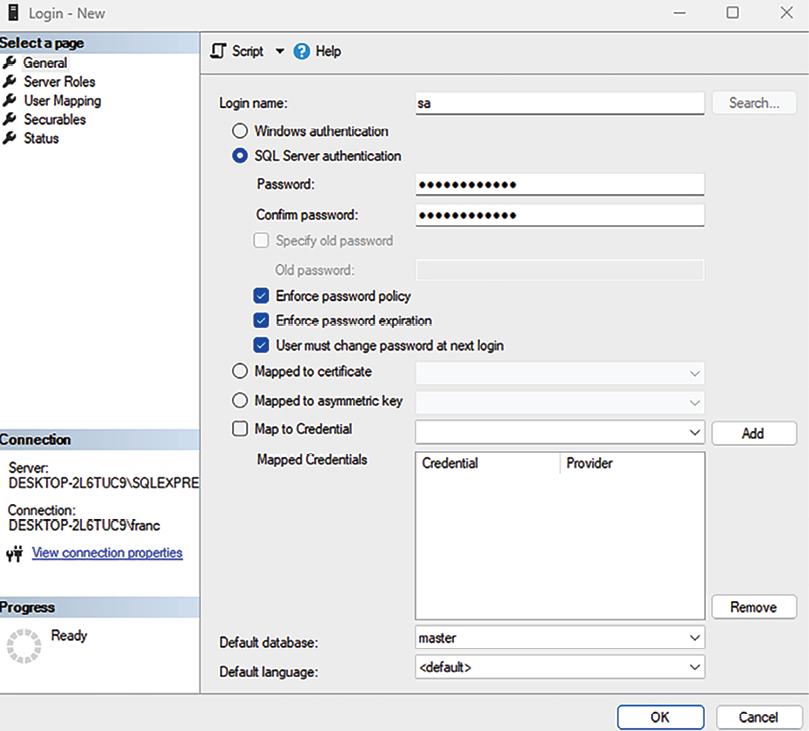 Login - New
Select a page
General
Server Roles
User Mapping
Securables
Status
Connection
Server:
DESKTOP-2L6TUC9\SQLEXPRE
Connection:
DESKTOP-2L6TUC9\franc
View connection properties
Progress
Ready
Script
Help
Login name: sa Search...
Windows authentication
SQL Server authentication
Password: ●●●●●●●●●●●●
Confirm password: ●●●●●●●●●●●●
Specify old password
Old password:
Enforce password policy
Enforce password expiration
User must change password at next login
Mapped to certificate
Mapped to asymmetric key
Map to Credential Add
Mapped Credentials Credential Provider
Remove
Default database: master
Default language: <default>
OK Cancel